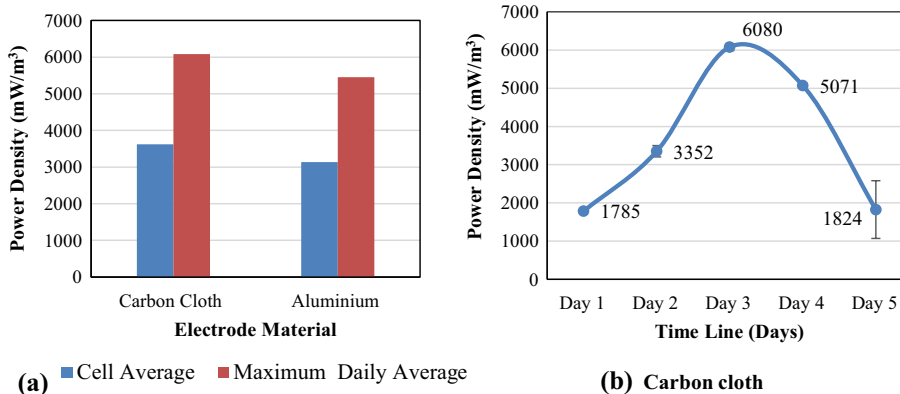 7000
6000
5000
4000
3000
2000
1000
0
Power Density (mW/m³)
Carbon Cloth Aluminium
Electrode Material
(a) Cell Average Maximum Daily Average
7000
6000
5000
4000
3000
2000
1000
0
Power Density (mW/m³)
1785
3352
6080
5071
1824
Day 1 Day 2 Day 3 Day 4 Day 5
Time Line (Days)
(b) Carbon cloth